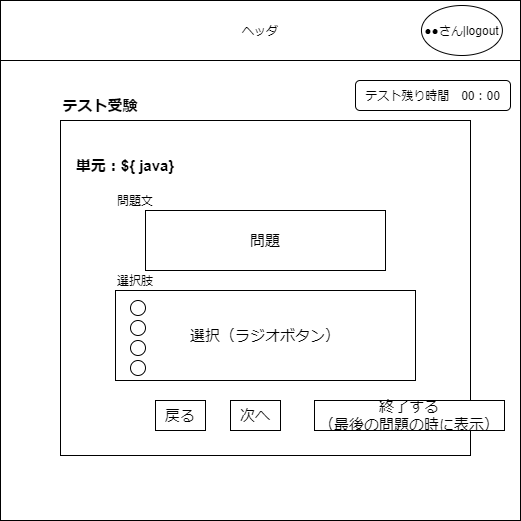 ヘッダ
●●さん|logout
テスト残り時間　00：00
テスト受験
単元：${ java}
問題文
問題
選択肢
選択（ラジオボタン）
戻る
次へ
終了する
（最後の問題の時に表示）